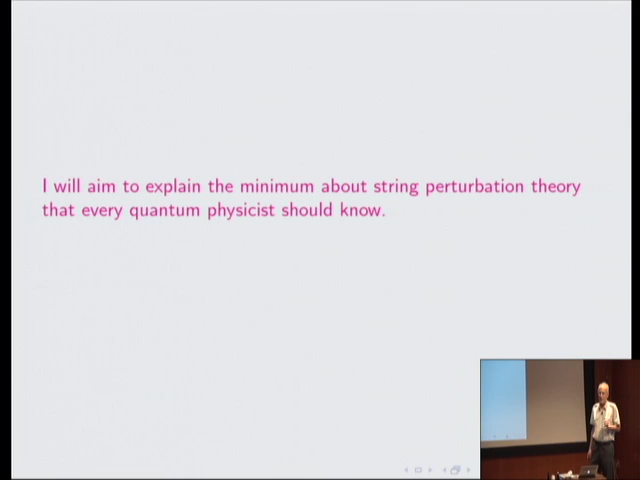 I will aim to explain the minimum about string perturbation theory
that every quantum physicist should know.